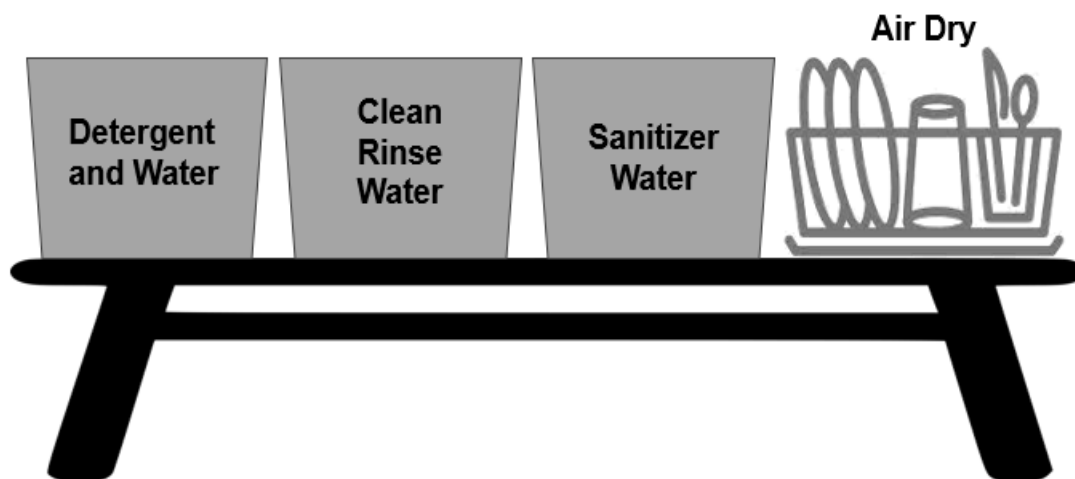 Detergent
and Water
Clean
Rinse
Water
Sanitizer
Water
Air Dry